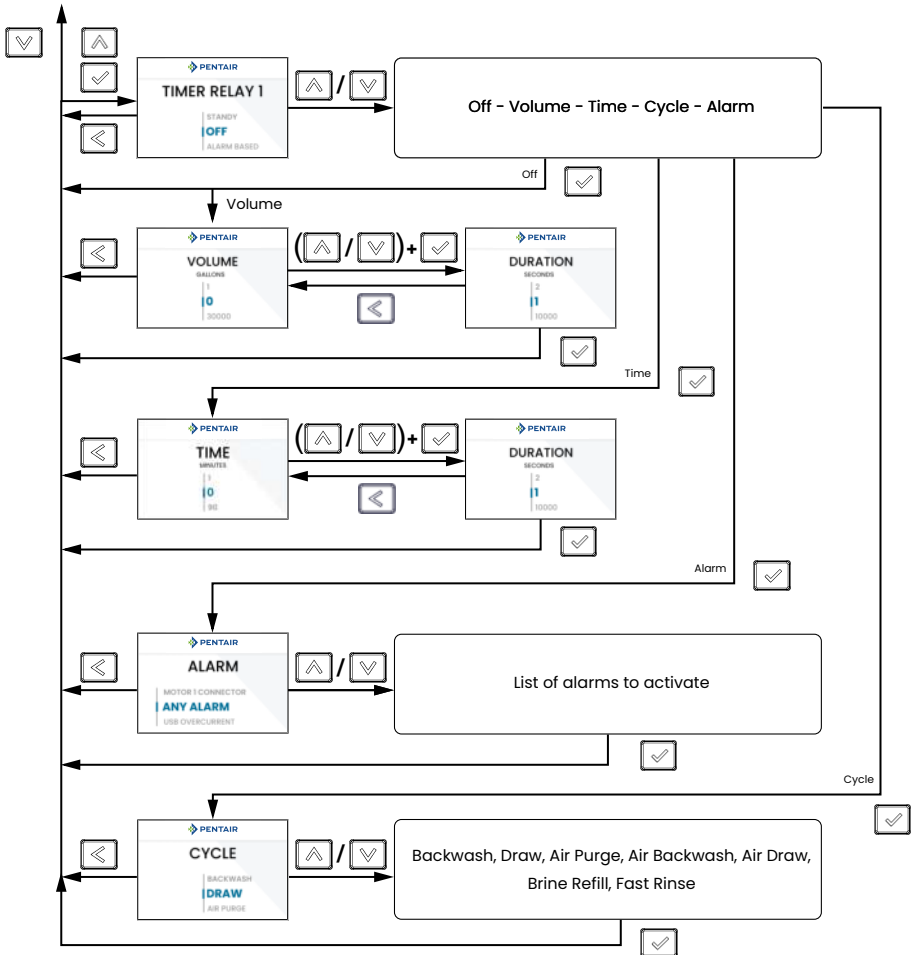 PENTAIR
TIMER RELAY 1
STANDY
OFF
ALARM BASED
/
Off - Volume - Time - Cycle - Alarm
Off
Volume
PENTAIR
VOLUME
GALLONS
1
0
30000
( / )+
PENTAIR
DURATION
SECONDS
2
1
10000
Time
PENTAIR
TIME
MINUTES
1
0
96
( / )+
PENTAIR
DURATION
SECONDS
2
1
10000
Alarm
PENTAIR
ALARM
MOTOR 1 CONNECTOR
ANY ALARM
USB OVERCURRENT
/
List of alarms to activate
Cycle
PENTAIR
CYCLE
BACKWASH
DRAW
AIR PURGE
/
Backwash, Draw, Air Purge, Air Backwash, Air Draw,
Brine Refill, Fast Rinse